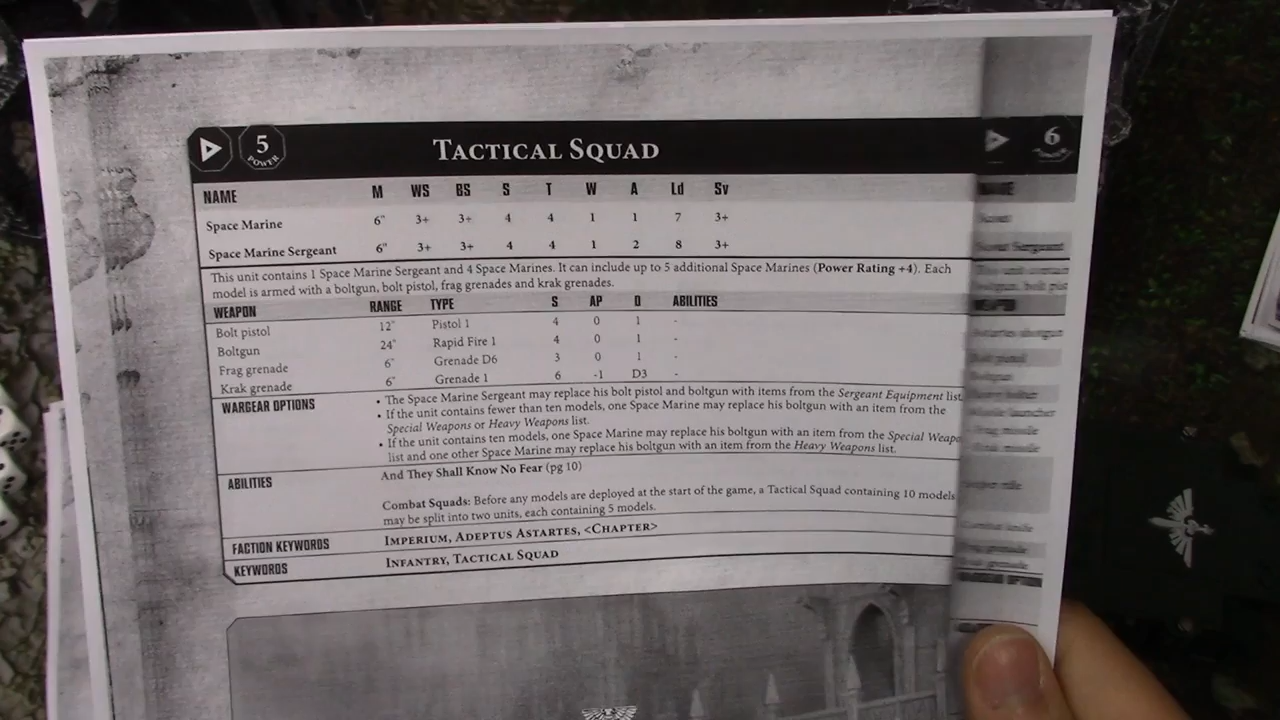 5 POWER TACTICAL SQUAD
NAME M WS BS S T W A Ld Sv
Space Marine 6" 3+ 3+ 4 4 1 1 7 3+
Space Marine Sergeant 6" 3+ 3+ 4 4 1 2 8 3+
This unit contains 1 Space Marine Sergeant and 4 Space Marines. It can include up to 5 additional Space Marines (Power Rating +4). Each
model is armed with a boltgun, bolt pistol, frag grenades and krak grenades.
WEAPON RANGE TYPE S AP D ABILITIES
Bolt pistol 12" Pistol 1 4 0 1 -
Boltgun 24" Rapid Fire 1 4 0 1 -
Frag grenade 6" Grenade D6 3 0 1 -
Krak grenade 6" Grenade 1 6 -1 D3 -
WARGEAR OPTIONS
• The Space Marine Sergeant may replace his bolt pistol and boltgun with items from the Sergeant Equipment list.
• If the unit contains fewer than ten models, one Space Marine may replace his boltgun with an item from the
Special Weapons or Heavy Weapons list.
• If the unit contains ten models, one Space Marine may replace his boltgun with an item from the Special Weapo
list and one other Space Marine may replace his boltgun with an item from the Heavy Weapons list.
ABILITIES
And They Shall Know No Fear (pg 10)
Combat Squads: Before any models are deployed at the start of the game, a Tactical Squad containing 10 models
may be split into two units, each containing 5 models.
FACTION KEYWORDS IMPERIUM, ADEPTUS ASTARTES, <CHAPTER>
KEYWORDS INFANTRY, TACTICAL SQUAD
6
NAME
Scout Sergeant